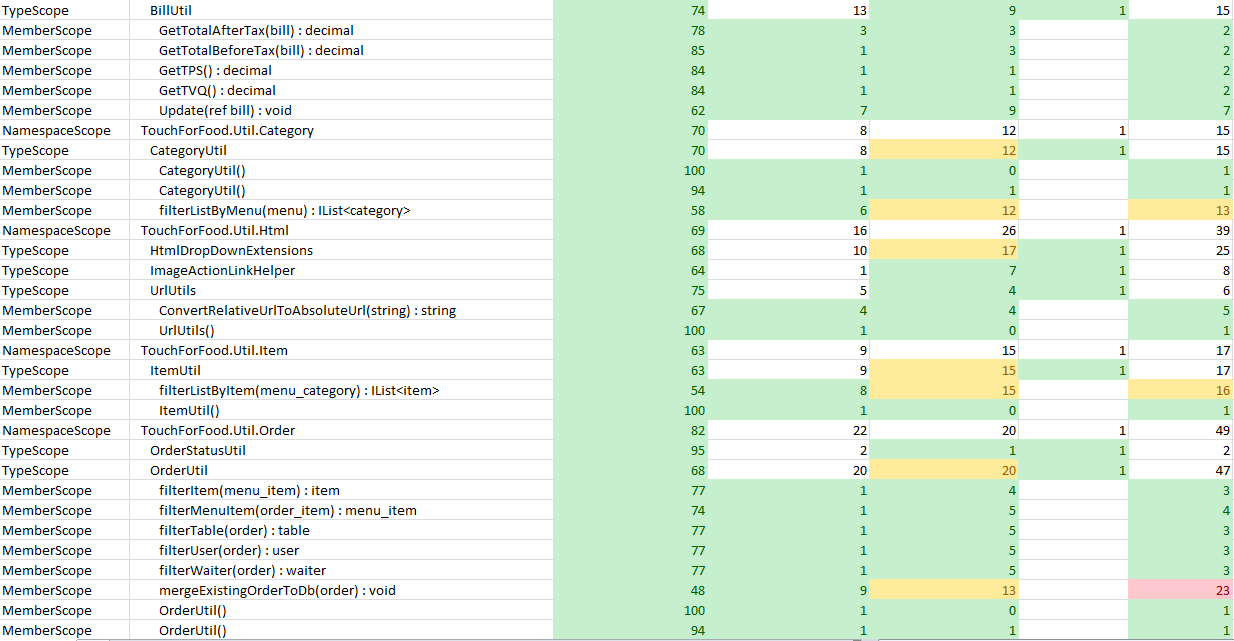 TypeScope BillUtil 74 13 9 1 15
MemberScope GetTotalAfterTax(bill) : decimal 78 3 3 2
MemberScope GetTotalBeforeTax(bill) : decimal 85 1 3 2
MemberScope GetTPS() : decimal 84 1 1 2
MemberScope GetTVQ() : decimal 84 1 1 2
MemberScope Update(ref bill) : void 62 7 9 7
NamespaceScope TouchForFood.Util.Category 70 8 12 1 15
TypeScope CategoryUtil 70 8 12 1 15
MemberScope CategoryUtil() 100 1 0 1
MemberScope CategoryUtil() 94 1 1 1
MemberScope filterListByMenu(menu) : IList<category> 58 6 12 13
NamespaceScope TouchForFood.Util.Html 69 16 26 1 39
TypeScope HtmlDropDownExtensions 68 10 17 1 25
TypeScope ImageActionLinkHelper 64 1 7 1 8
TypeScope UrlUtils 75 5 4 1 6
MemberScope ConvertRelativeUrlToAbsoluteUrl(string) : string 67 4 4 5
MemberScope UrlUtils() 100 1 0 1
NamespaceScope TouchForFood.Util.Item 63 9 15 1 17
TypeScope ItemUtil 63 9 15 1 17
MemberScope filterListByItem(menu_category) : IList<item> 54 8 15 16
MemberScope ItemUtil() 100 1 0 1
NamespaceScope TouchForFood.Util.Order 82 22 20 1 49
TypeScope OrderStatusUtil 95 2 1 1 2
TypeScope OrderUtil 68 20 20 1 47
MemberScope filterItem(menu_item) : item 77 1 4 3
MemberScope filterMenuItem(order_item) : menu_item 74 1 5 4
MemberScope filterTable(order) : table 77 1 5 3
MemberScope filterUser(order) : user 77 1 5 3
MemberScope filterWaiter(order) : waiter 77 1 5 3
MemberScope mergeExistingOrderToDb(order) : void 48 9 13 23
MemberScope OrderUtil() 100 1 0 1
MemberScope OrderUtil() 94 1 1 1